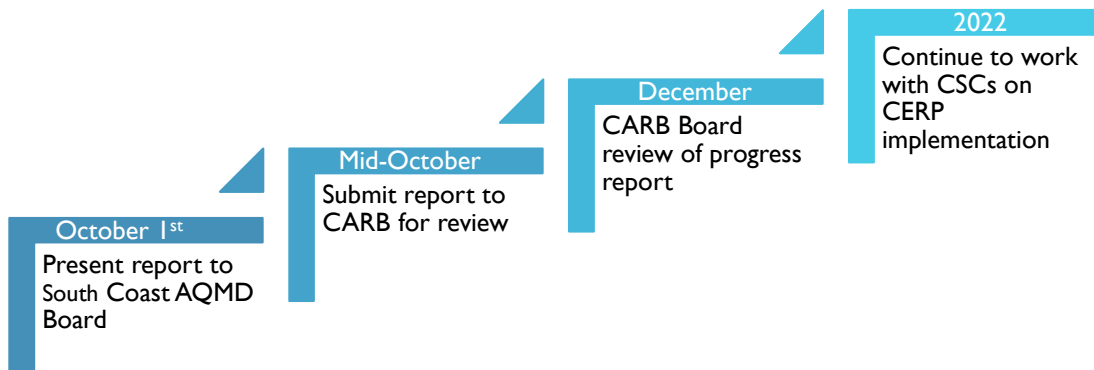 October 1st
Present report to
South Coast AQMD
Board
Mid-October
Submit report to
CARB for review
December
CARB Board
review of progress
report
2022
Continue to work
with CSCs on
CERP
implementation